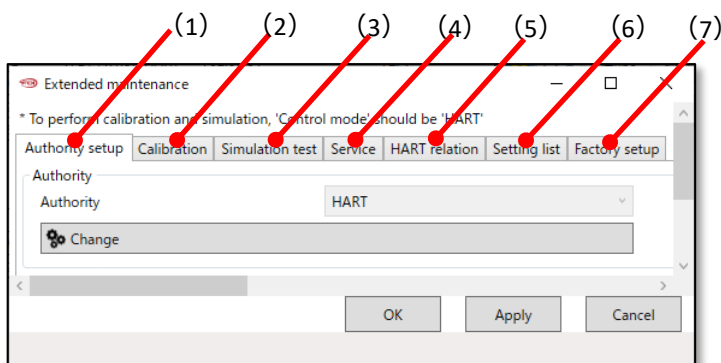 (1) (2) (3) (4) (5) (6) (7)
Extended maintenance
* To perform calibration and simulation, 'Control mode' should be 'HART'
Authority setup Calibration Simulation test Service HART relation Setting list Factory setup
Authority
Authority HART
Change
OK Apply Cancel